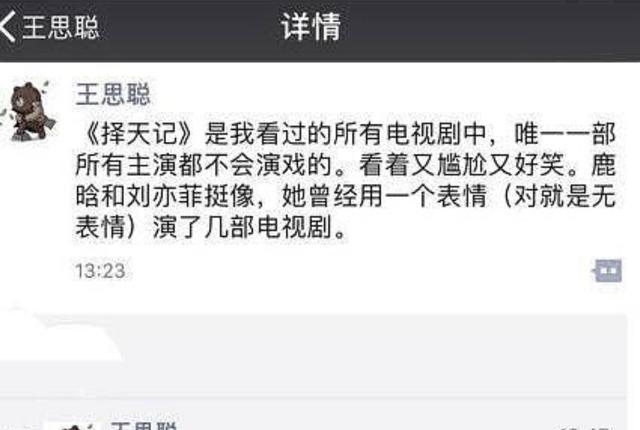 王思聪
详情
王思聪
《择天记》是我看过的所有电视剧中，唯一一部
所有主演都不会演戏的。看着又尴尬又好笑。鹿
晗和刘亦菲挺像，她曾经用一个表情（对就是无
表情）演了几部电视剧。
13:23
王思聪